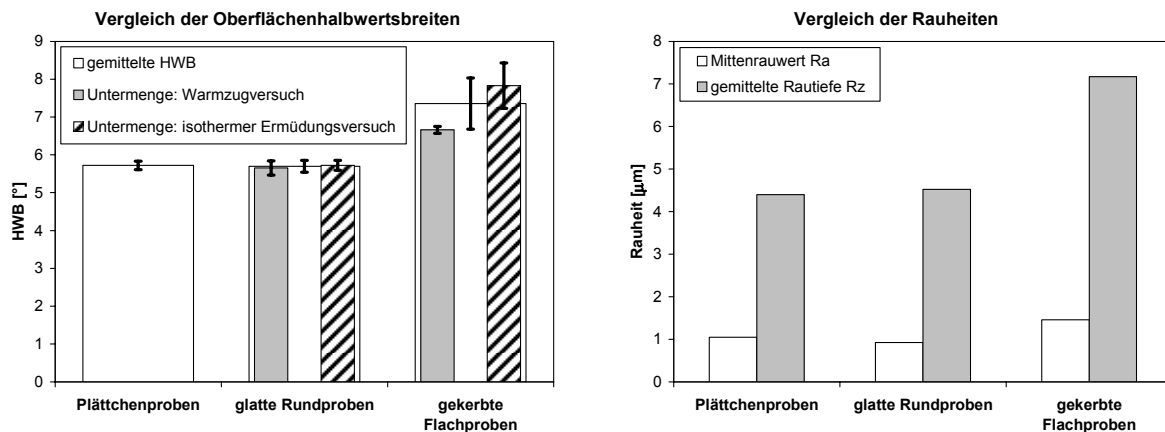 Vergleich der Oberflächenhalbwertsbreiten
9
8
7
6
5
4
3
2
1
0
HWB [°]
gemittelte HWB
Untermenge: Warmzugversuch
Untermenge: isothermer Ermüdungsversuch
Plättchenproben
glatte Rundproben
gekerbte
Flachproben
Vergleich der Rauheiten
8
7
6
5
4
3
2
1
0
Rauheit [µm]
Mittenrauwert Ra
gemittelte Rautiefe Rz
Plättchenproben
glatte Rundproben
gekerbte
Flachproben